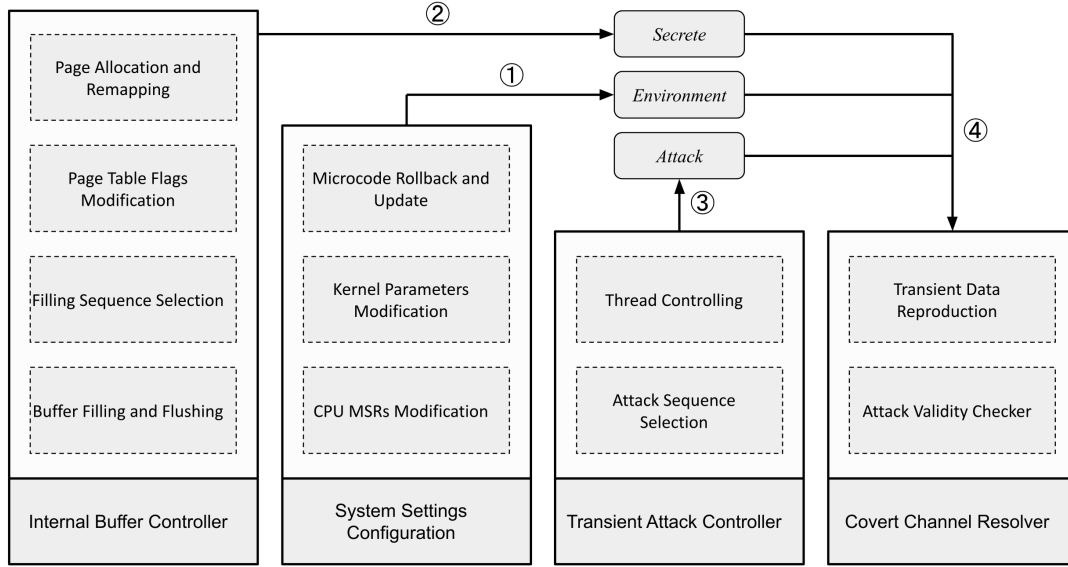 ②
Secrete
①
Environment
④
Attack
③
Page Allocation and
Remapping
Page Table Flags
Modification
Filling Sequence Selection
Buffer Filling and Flushing
Internal Buffer Controller
Microcode Rollback and
Update
Kernel Parameters
Modification
CPU MSRs Modification
System Settings
Configuration
Thread Controlling
Attack Sequence
Selection
Transient Attack Controller
Transient Data
Reproduction
Attack Validity Checker
Covert Channel Resolver